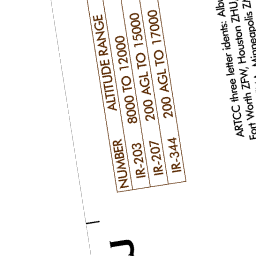 NUMBER ALTITUDE RANGE
IR-203 8000 TO 12000
IR-207 200 AGL TO 15000
IR-344 200 AGL TO 17000
ARTCC three letter idents:
Fort Worth ZFW, Houston ZHU,
Minneapolis